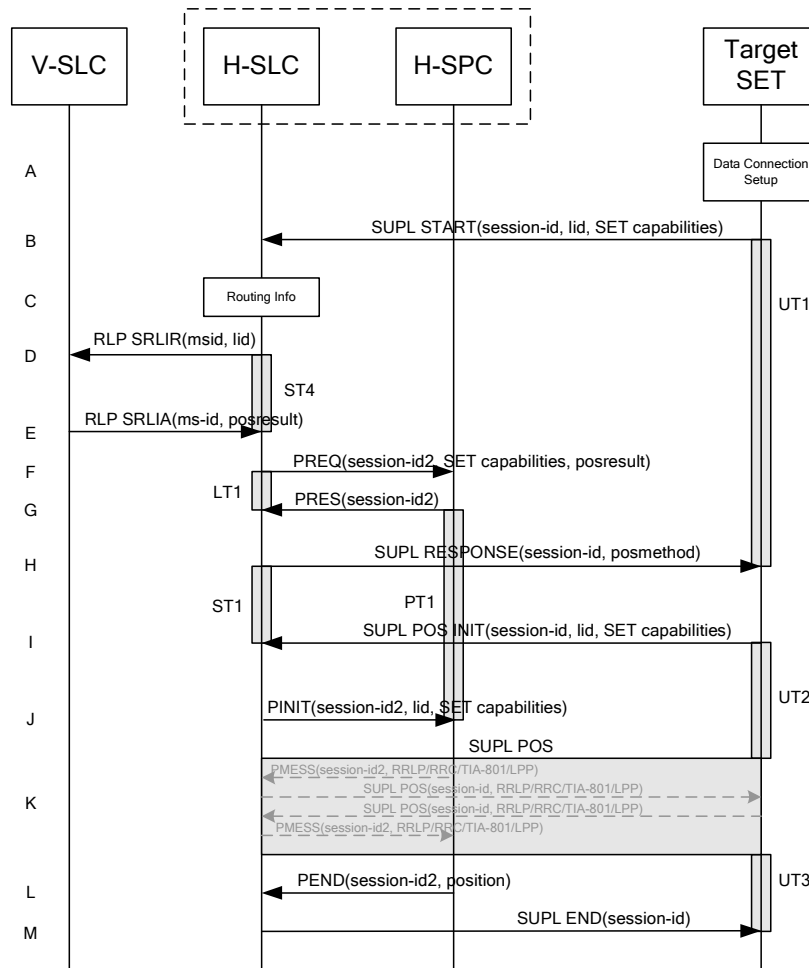 V-SLC
H-SLC
H-SPC
Target
SET
A
Data Connection
Setup
B
SUPL START(session-id, lid, SET capabilities)
C
Routing Info
UT1
D
RLP SRLIR(msid, lid)
ST4
E
RLP SRLIA(ms-id, posresult)
F
PREQ(session-id2, SET capabilities, posresult)
LT1
G
PRES(session-id2)
H
SUPL RESPONSE(session-id, posmethod)
ST1
PT1
I
SUPL POS INIT(session-id, lid, SET capabilities)
UT2
J
PINIT(session-id2, lid, SET capabilities)
SUPL POS
PMESS(session-id2, RRLP/RRC/TIA-801/LPP)
SUPL POS(session-id, RRLP/RRC/TIA-801/LPP)
K
SUPL POS(session-id, RRLP/RRC/TIA-801/LPP)
PMESS(session-id2, RRLP/RRC/TIA-801/LPP)
L
PEND(session-id2, position)
UT3
M
SUPL END(session-id)